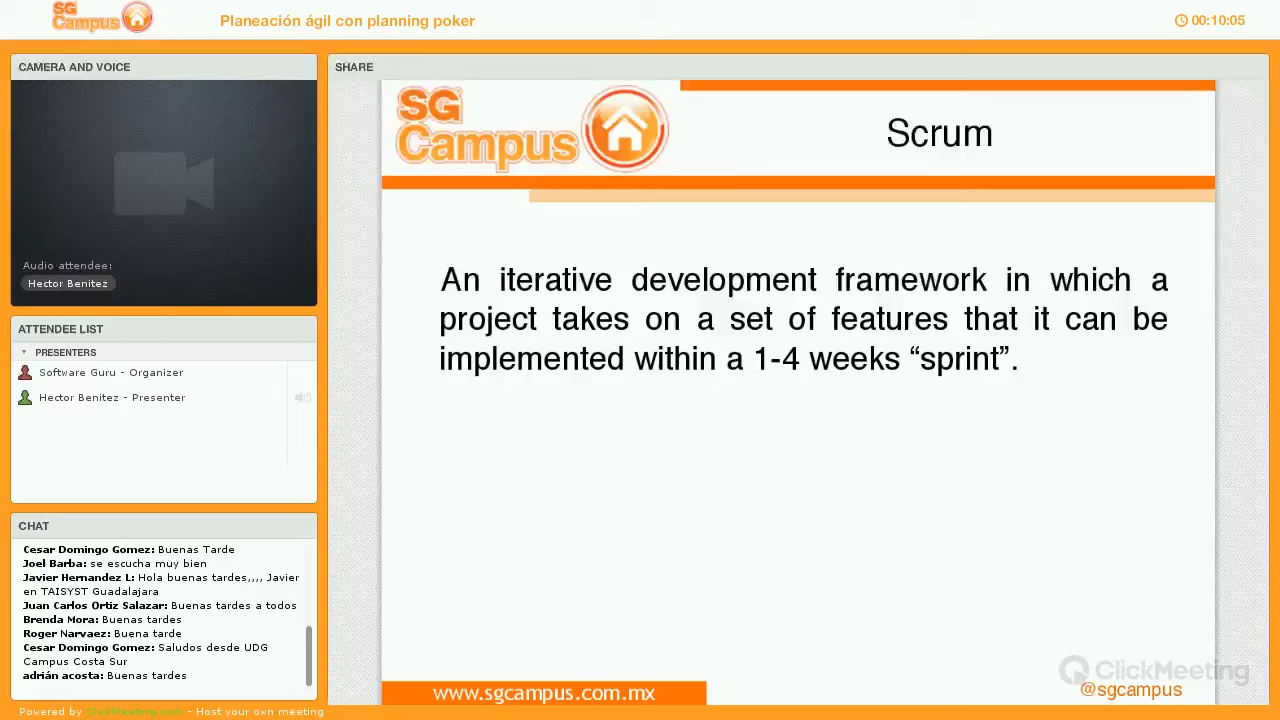 SG Campus
Planeación ágil con planning poker
00:10:05
CAMERA AND VOICE
Audio attendee:
Hector Benitez
ATTENDEE LIST
PRESENTERS
Software Guru - Organizer
Hector Benitez - Presenter
CHAT
Cesar Domingo Gomez: Buenas Tarde
Joel Barba: se escucha muy bien
Javier Hernandez L: Hola buenas tardes,,,, Javier
en TAISYST Guadalajara
Juan Carlos Ortiz Salazar: Buenas tardes a todos
Brenda Mora: Buenas tardes
Roger Narvaez: Buena tarde
Cesar Domingo Gomez: Saludos desde UDG
Campus Costa Sur
adrián acosta: Buenas tardes
Powered by ClickMeeting.com - Host your own meeting
SHARE
SG
Campus
Scrum
An iterative development framework in which a
project takes on a set of features that it can be
implemented within a 1-4 weeks “sprint”.
www.sgcampus.com.mx
ClickMeeting
@sgcampus